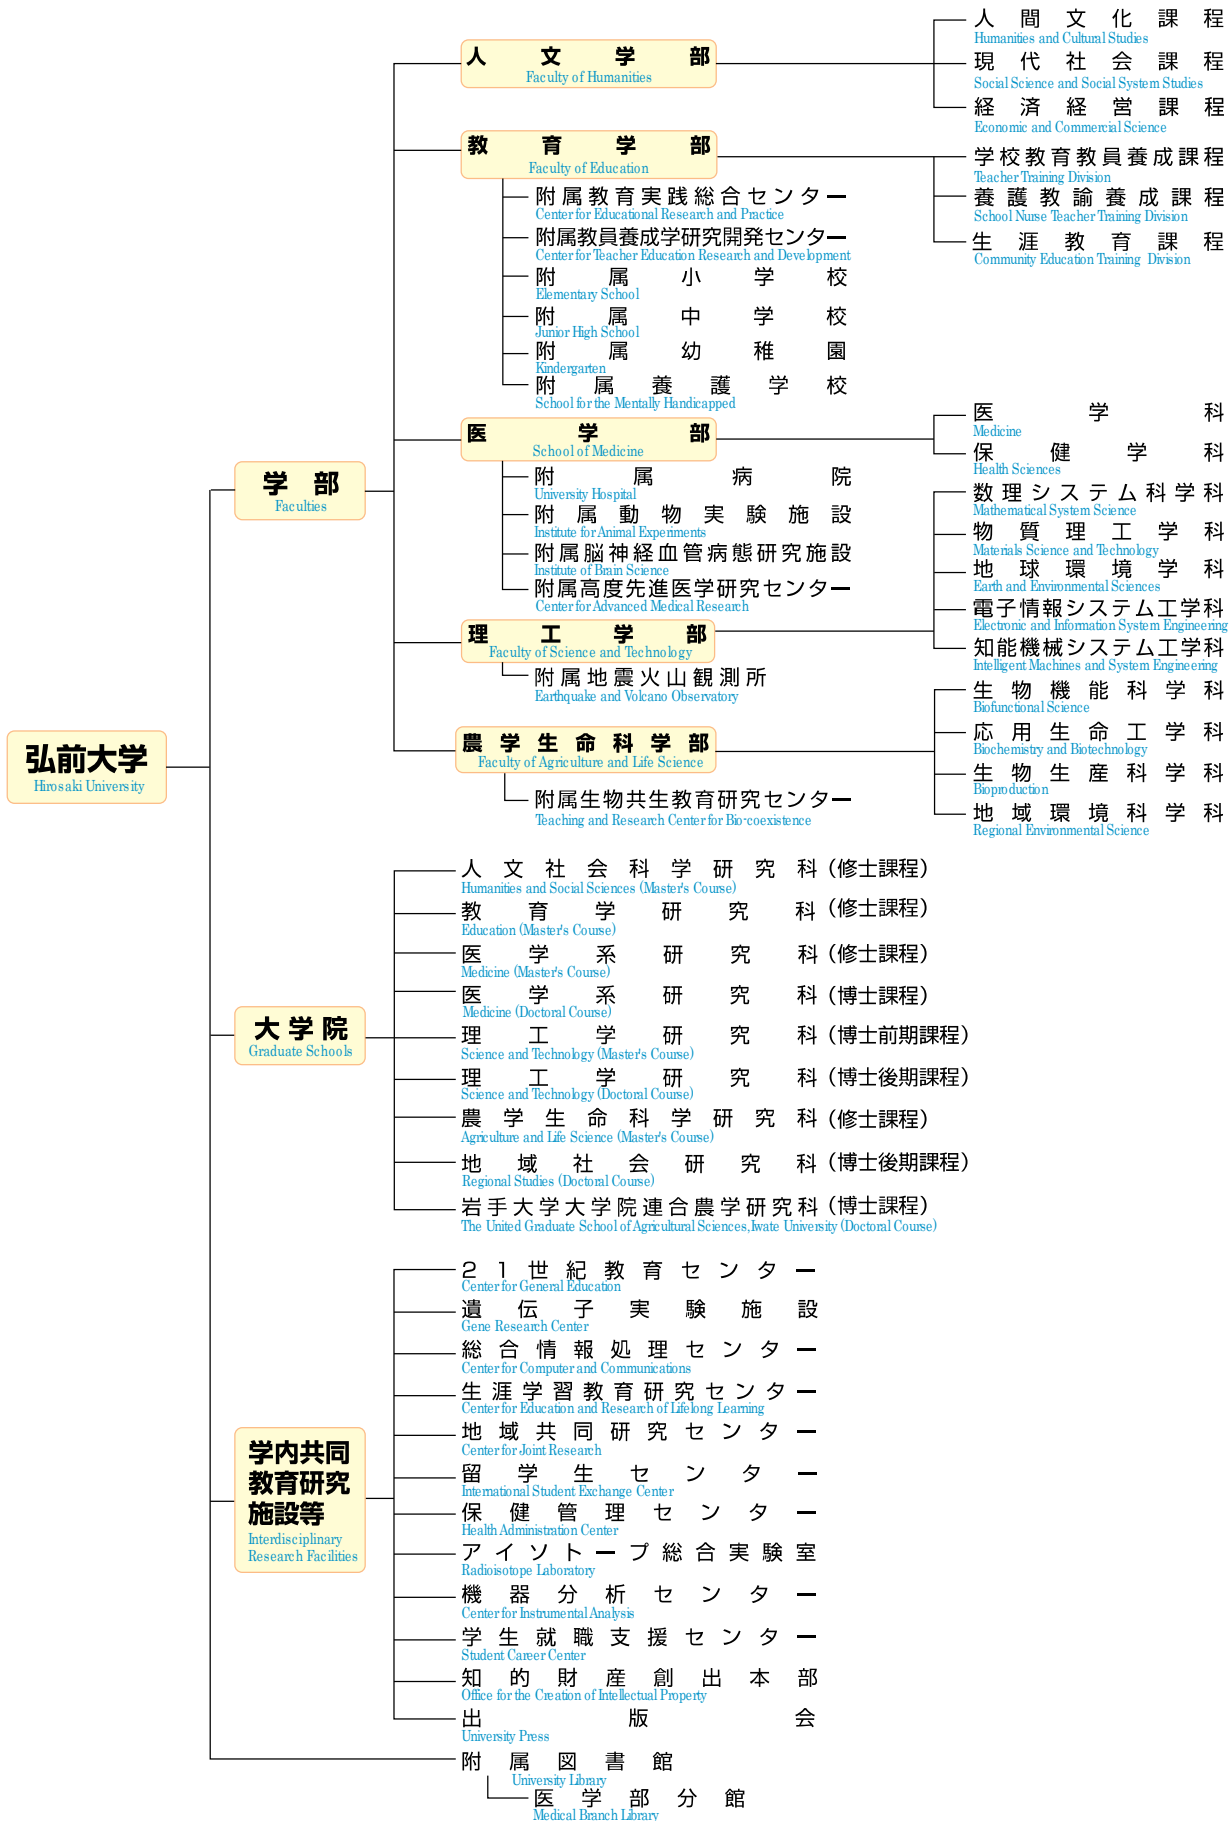 弘前大学
Hirosaki University
学部
Faculties
人文学部
Faculty of Humanities
人間文化課程
Humanities and Cultural Studies
現代社会課程
Social Science and Social System Studies
経済経営課程
Economic and Commercial Science
教育学部
Faculty of Education
学校教育教員養成課程
Teacher Training Division
養護教諭養成課程
School Nurse Teacher Training Division
生涯教育課程
Community Education Training Division
附属教育実践総合センター
Center for Educational Research and Practice
附属教員養成学研究開発センター
Center for Teacher Education Research and Development
附属小学校
Elementary School
附属中学校
Junior High School
附属幼稚園
Kindergarten
附属養護学校
School for the Mentally Handicapped
医学部
School of Medicine
医学科
Medicine
保健学科
Health Sciences
附属病院
University Hospital
附属動物実験施設
Institute for Animal Experiments
附属脳神経血管病態研究施設
Institute of Brain Science
附属高度先進医学研究センター
Center for Advanced Medical Research
理工学部
Faculty of Science and Technology
数理システム科学科
Mathematical System Science
物質理工学科
Materials Science and Technology
地球環境学科
Earth and Environmental Sciences
電子情報システム工学科
Electronic and Information System Engineering
知能機械システム工学科
Intelligent Machines and System Engineering
附属地震火山観測所
Earthquake and Volcano Observatory
農学生命科学部
Faculty of Agriculture and Life Science
生物機能科学科
Biofunctional Science
応用生命工学科
Biochemistry and Biotechnology
生物生産科学科
Bioproduction
地域環境科学科
Regional Environmental Science
附属生物共生教育研究センター
Teaching and Research Center for Bio-coexistence
大学院
Graduate Schools
人文社会科学研究科（修士課程）
Humanities and Social Sciences (Master's Course)
教育学研究科（修士課程）
Education (Master's Course)
医学系研究科（修士課程）
Medicine (Master's Course)
医学系研究科（博士課程）
Medicine (Doctoral Course)
理工学研究科（博士前期課程）
Science and Technology (Master's Course)
理工学研究科（博士後期課程）
Science and Technology (Doctoral Course)
農学生命科学研究科（修士課程）
Agriculture and Life Science (Master's Course)
地域社会研究科（博士後期課程）
Regional Studies (Doctoral Course)
岩手大学大学院連合農学研究科（博士課程）
The United Graduate School of Agricultural Sciences,Iwate University (Doctoral Course)
学内共同
教育研究
施設等
Interdisciplinary
Research Facilities
２１世紀教育センター
Center for General Education
遺伝子実験施設
Gene Research Center
総合情報処理センター
Center for Computer and Communications
生涯学習教育研究センター
Center for Education and Research of Lifelong Learning
地域共同研究センター
Center for Joint Research
留学生センター
International Student Exchange Center
保健管理センター
Health Administration Center
アイソトープ総合実験室
Radioisotope Laboratory
機器分析センター
Center for Instrumental Analysis
学生就職支援センター
Student Career Center
知的財産創出本部
Office for the Creation of Intellectual Property
出版会
University Press
附属図書館
University Library
医学部分館
Medical Branch Library